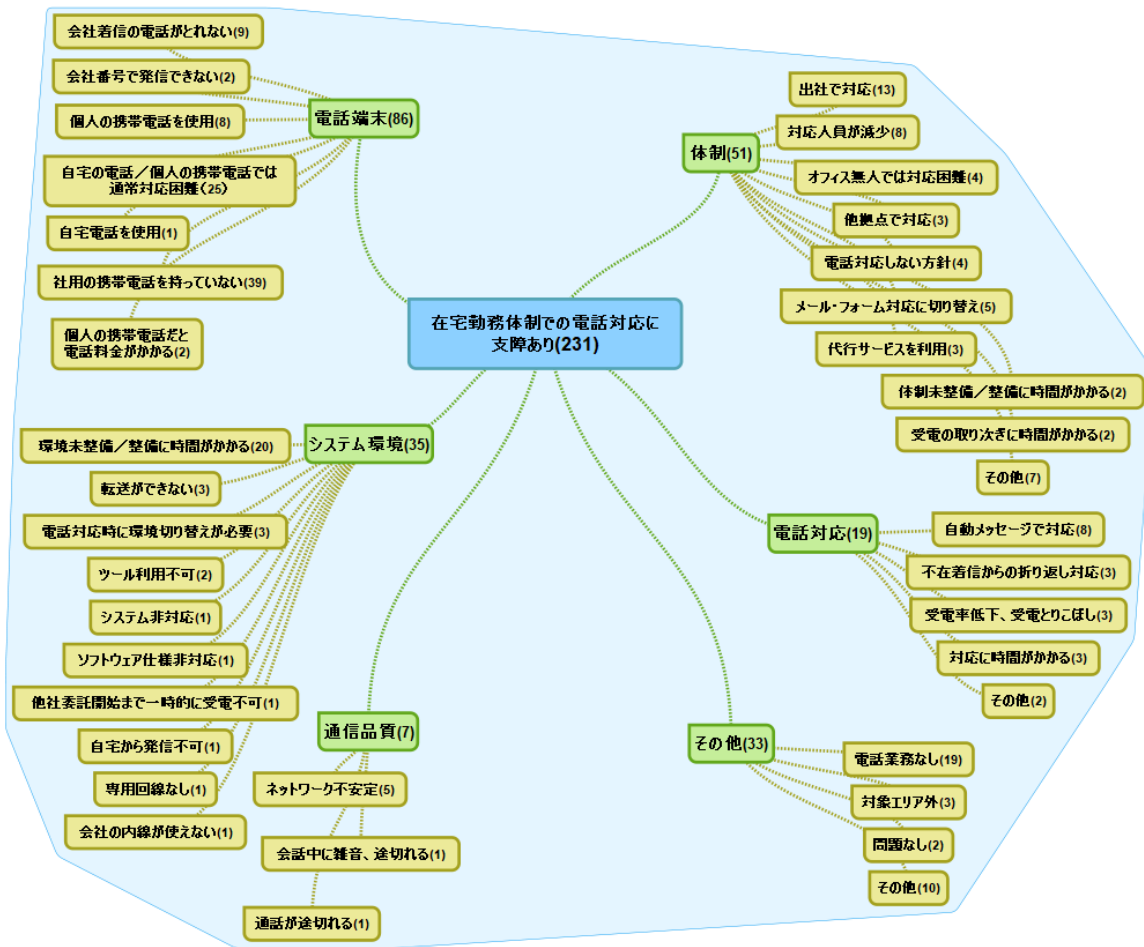 在宅勤務体制での電話対応に
支障あり(231)
電話端末(86)
会社着信の電話がとれない(9)
会社番号で発信できない(2)
個人の携帯電話を使用(8)
自宅の電話／個人の携帯電話では
通常対応困難(25)
自宅電話を使用(1)
社用の携帯電話を持っていない(39)
個人の携帯電話だと
電話料金がかかる(2)
体制(51)
出社で対応(13)
対応人員が減少(8)
オフィス無人では対応困難(4)
他拠点で対応(3)
電話対応しない方針(4)
メール・フォーム対応に切り替え(5)
代行サービスを利用(3)
体制未整備／整備に時間がかかる(2)
受電の取り次ぎに時間がかかる(2)
その他(7)
システム環境(35)
環境未整備／整備に時間がかかる(20)
転送ができない(3)
電話対応時に環境切り替えが必要(3)
ツール利用不可(2)
システム非対応(1)
ソフトウェア仕様非対応(1)
他社委託開始まで一時的に受電不可(1)
自宅から発信不可(1)
専用回線なし(1)
会社の内線が使えない(1)
電話対応(19)
自動メッセージで対応(8)
不在着信からの折り返し対応(3)
受電率低下、受電とりこぼし(3)
対応に時間がかかる(3)
その他(2)
通信品質(7)
ネットワーク不安定(5)
会話中に雑音、途切れる(1)
通話が途切れる(1)
その他(33)
電話業務なし(19)
対象エリア外(3)
問題なし(2)
その他(10)